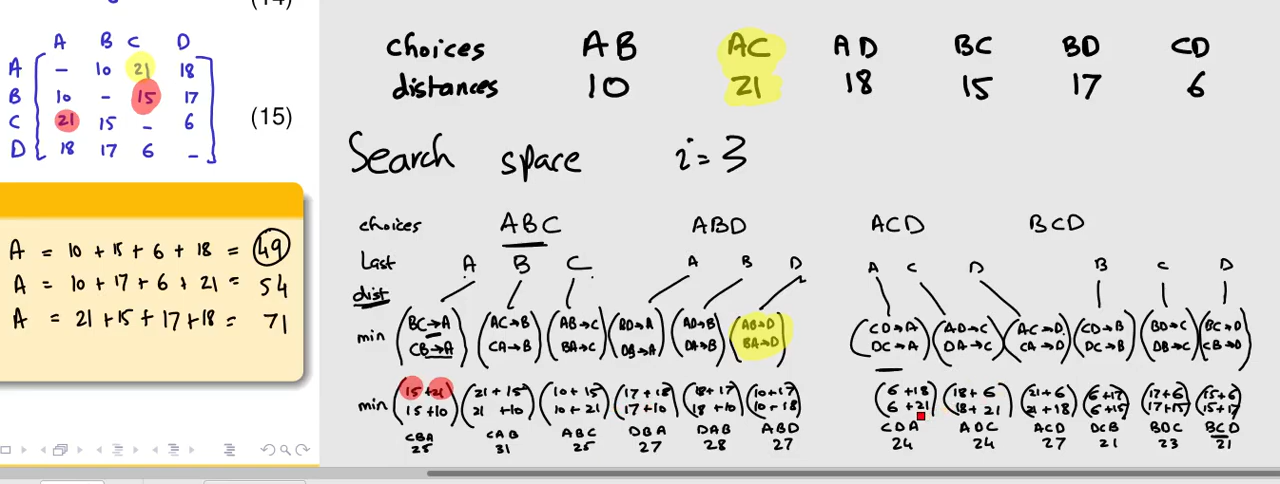 (14)
A B C D
A - 10 21 18
B 10 - 15 17
C 21 15 - 6
D 18 17 6 -
(15)
A = 10 + 15 + 6 + 18 = 49
A = 10 + 17 + 6 + 21 = 54
A = 21 + 15 + 17 + 18 = 71
choices AB AC AD BC BD CD
distances 10 21 18 15 17 6
Search space i = 3
choices ABC ABD ACD BCD
Last A B C A B D A C D B C D
dist
min (BC→A (AC→B (AB→C (BD→A (AD→B (AB→D (CD→A (AD→C (AC→D (CD→B (BD→C (BC→D
CB→A) CA→B) BA→C) DB→A) DA→B) BA→D) DC→A) DA→C) CA→D) DC→B) DB→C) CB→D)
min (15+21 (21+15 (10+15 (17+18 (18+17 (10+17 (6+18 (18+6 (21+6 (6+17 (17+6 (15+6
15+10) 21+10) 10+21) 17+10) 18+10) 10+18) 6+21) 18+21) 21+18) 6+15) 17+15) 15+17)
CBA CAB ABC DBA DAB ABD CDA ADC ACD DCB BDC BCD
25 31 25 27 28 27 24 24 27 21 23 21